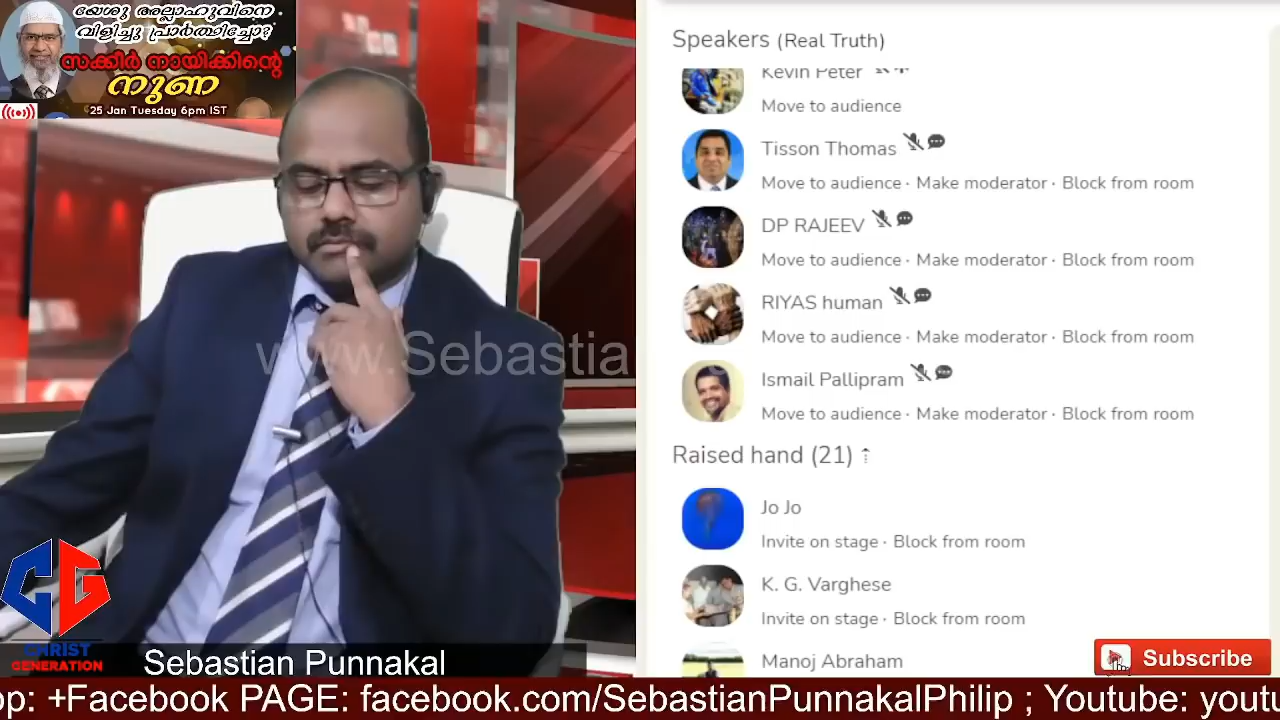 യേശു അല്ലാഹുവിനെ
വിളിച്ചു പ്രാർത്ഥിച്ചോ?
സക്കീർ നായിക്കിന്റെ
നുണ
25 Jan Tuesday 6pm IST
www.Sebastia
CHRIST
GENERATION
Sebastian Punnakal
Speakers (Real Truth)
Kevin Peter
Move to audience
Tisson Thomas
Move to audience · Make moderator · Block from room
DP RAJEEV
Move to audience · Make moderator · Block from room
RIYAS human
Move to audience · Make moderator · Block from room
Ismail Pallipram
Move to audience · Make moderator · Block from room
Raised hand (21)
Jo Jo
Invite on stage · Block from room
K. G. Varghese
Invite on stage · Block from room
Manoj Abraham
Subscribe
op: +Facebook PAGE: facebook.com/SebastianPunnakalPhilip ; Youtube: youtu